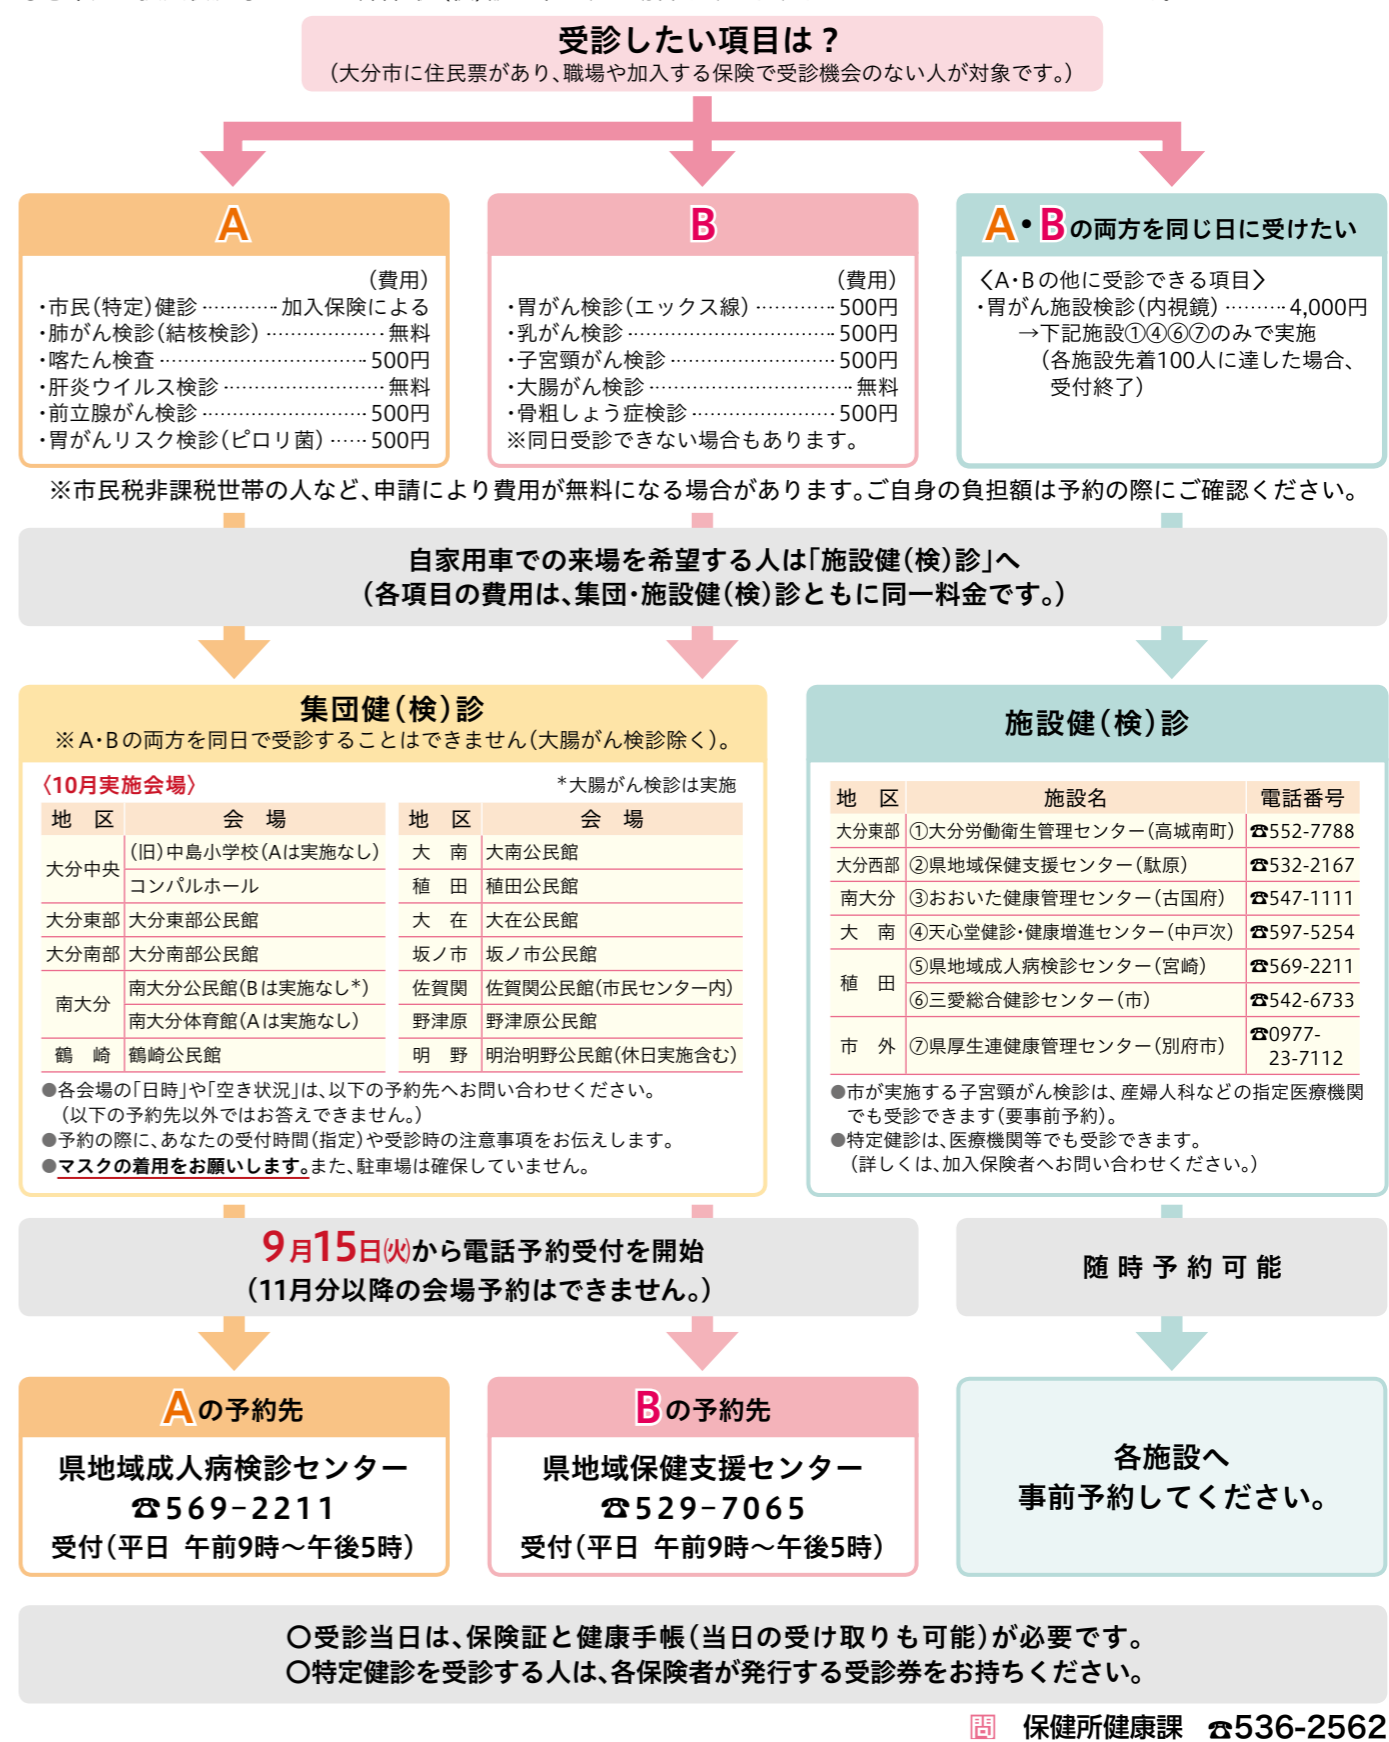 受診したい項目は？
（大分市に住民票があり、職場や加入する保険で受診機会のない人が対象です。）
A
（費用）
・市民（特定）健診 ………… 加入保険による
・肺がん検診（結核検診） ……………… 無料
・喀たん検査 ………………………… 500円
・肝炎ウイルス検診 …………………… 無料
・前立腺がん検診 …………………… 500円
・胃がんリスク検診（ピロリ菌） …… 500円
B
（費用）
・胃がん検診（エックス線） ………… 500円
・乳がん検診 ………………………… 500円
・子宮頸がん検診 …………………… 500円
・大腸がん検診 ………………………… 無料
・骨粗しょう症検診 ………………… 500円
※同日受診できない場合もあります。
A・Bの両方を同じ日に受けたい
〈A・Bの他に受診できる項目〉
・胃がん施設検診（内視鏡） ……… 4,000円
→下記施設①④⑥⑦のみで実施
（各施設先着100人に達した場合、
受付終了）
※市民税非課税世帯の人など、申請により費用が無料になる場合があります。ご自身の負担額は予約の際にご確認ください。
自家用車での来場を希望する人は「施設健（検）診」へ
（各項目の費用は、集団・施設健（検）診ともに同一料金です。）
集団健（検）診
※A・Bの両方を同日で受診することはできません（大腸がん検診除く）。
〈10月実施会場〉 ＊大腸がん検診は実施
地　区 会　場
大分中央 （旧）中島小学校（Aは実施なし）
コンパルホール
大分東部 大分東部公民館
大分南部 大分南部公民館
南大分 南大分公民館（Bは実施なし＊）
南大分体育館（Aは実施なし）
鶴　崎 鶴崎公民館
地　区 会　場
大　南 大南公民館
稙　田 稙田公民館
大　在 大在公民館
坂ノ市 坂ノ市公民館
佐賀関 佐賀関公民館（市民センター内）
野津原 野津原公民館
明　野 明治明野公民館（休日実施含む）
●各会場の「日時」や「空き状況」は、以下の予約先へお問い合わせください。
（以下の予約先以外ではお答えできません。）
●予約の際に、あなたの受付時間（指定）や受診時の注意事項をお伝えします。
●マスクの着用をお願いします。また、駐車場は確保していません。
施設健（検）診
地　区 施設名 電話番号
大分東部 ①大分労働衛生管理センター（高城南町） ☎552-7788
大分西部 ②県地域保健支援センター（駄原） ☎532-2167
南大分 ③おおいた健康管理センター（古国府） ☎547-1111
大　南 ④天心堂健診・健康増進センター（中戸次） ☎597-5254
稙　田 ⑤県地域成人病検診センター（宮崎） ☎569-2211
⑥三愛総合健診センター（市） ☎542-6733
市　外 ⑦県厚生連健康管理センター（別府市） ☎0977-
23-7112
●市が実施する子宮頸がん検診は、産婦人科などの指定医療機関
でも受診できます（要事前予約）。
●特定健診は、医療機関等でも受診できます。
（詳しくは、加入保険者へお問い合わせください。）
9月15日㈫から電話予約受付を開始
（11月分以降の会場予約はできません。）
随時予約可能
Aの予約先
県地域成人病検診センター
☎569-2211
受付（平日 午前9時～午後5時）
Bの予約先
県地域保健支援センター
☎529-7065
受付（平日 午前9時～午後5時）
各施設へ
事前予約してください。
○受診当日は、保険証と健康手帳（当日の受け取りも可能）が必要です。
○特定健診を受診する人は、各保険者が発行する受診券をお持ちください。
問 保健所健康課 ☎536-2562